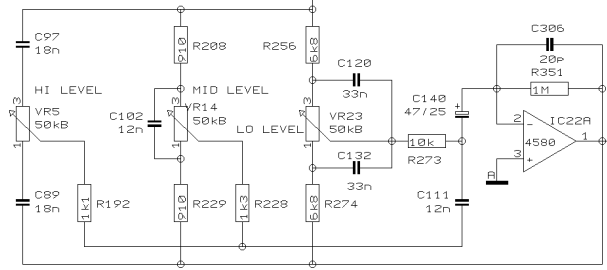 C97
18n
910
R208
R256
6k8
C306
20p
R351
1M
C120
33n
C140
47/25
+
HI LEVEL
MID LEVEL
3
VR5
50kB
1
C102
12n
3
VR14
50kB
1
LO LEVEL
3
VR23
50kB
1
10k
R273
2
-
IC22A
4580
1
3
+
A
C132
33n
C89
18n
1k1
R192
910
R229
1k3
R228
6k8
R274
C111
12n